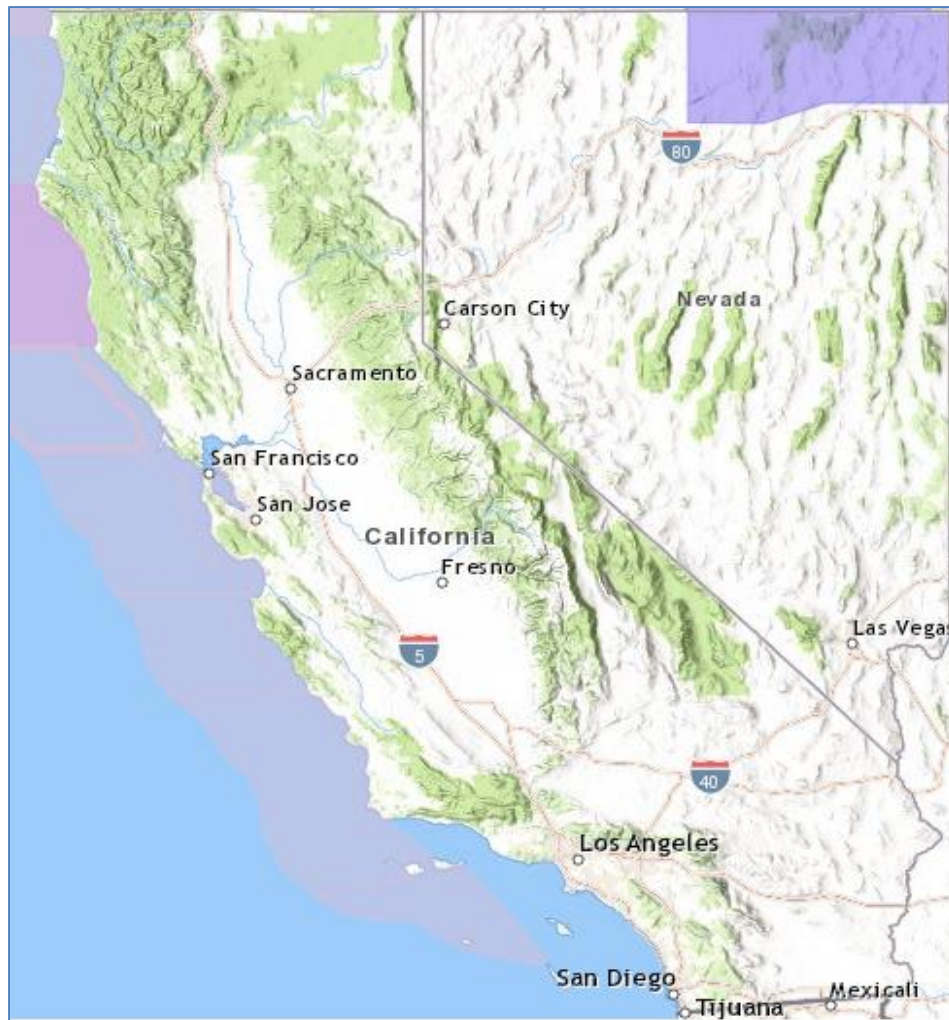 80
Nevada
Carson City
Sacramento
San Francisco
San Jose
California
Fresno
Las Vegas
5
40
Los Angeles
San Diego
Mexicali
Tijuana